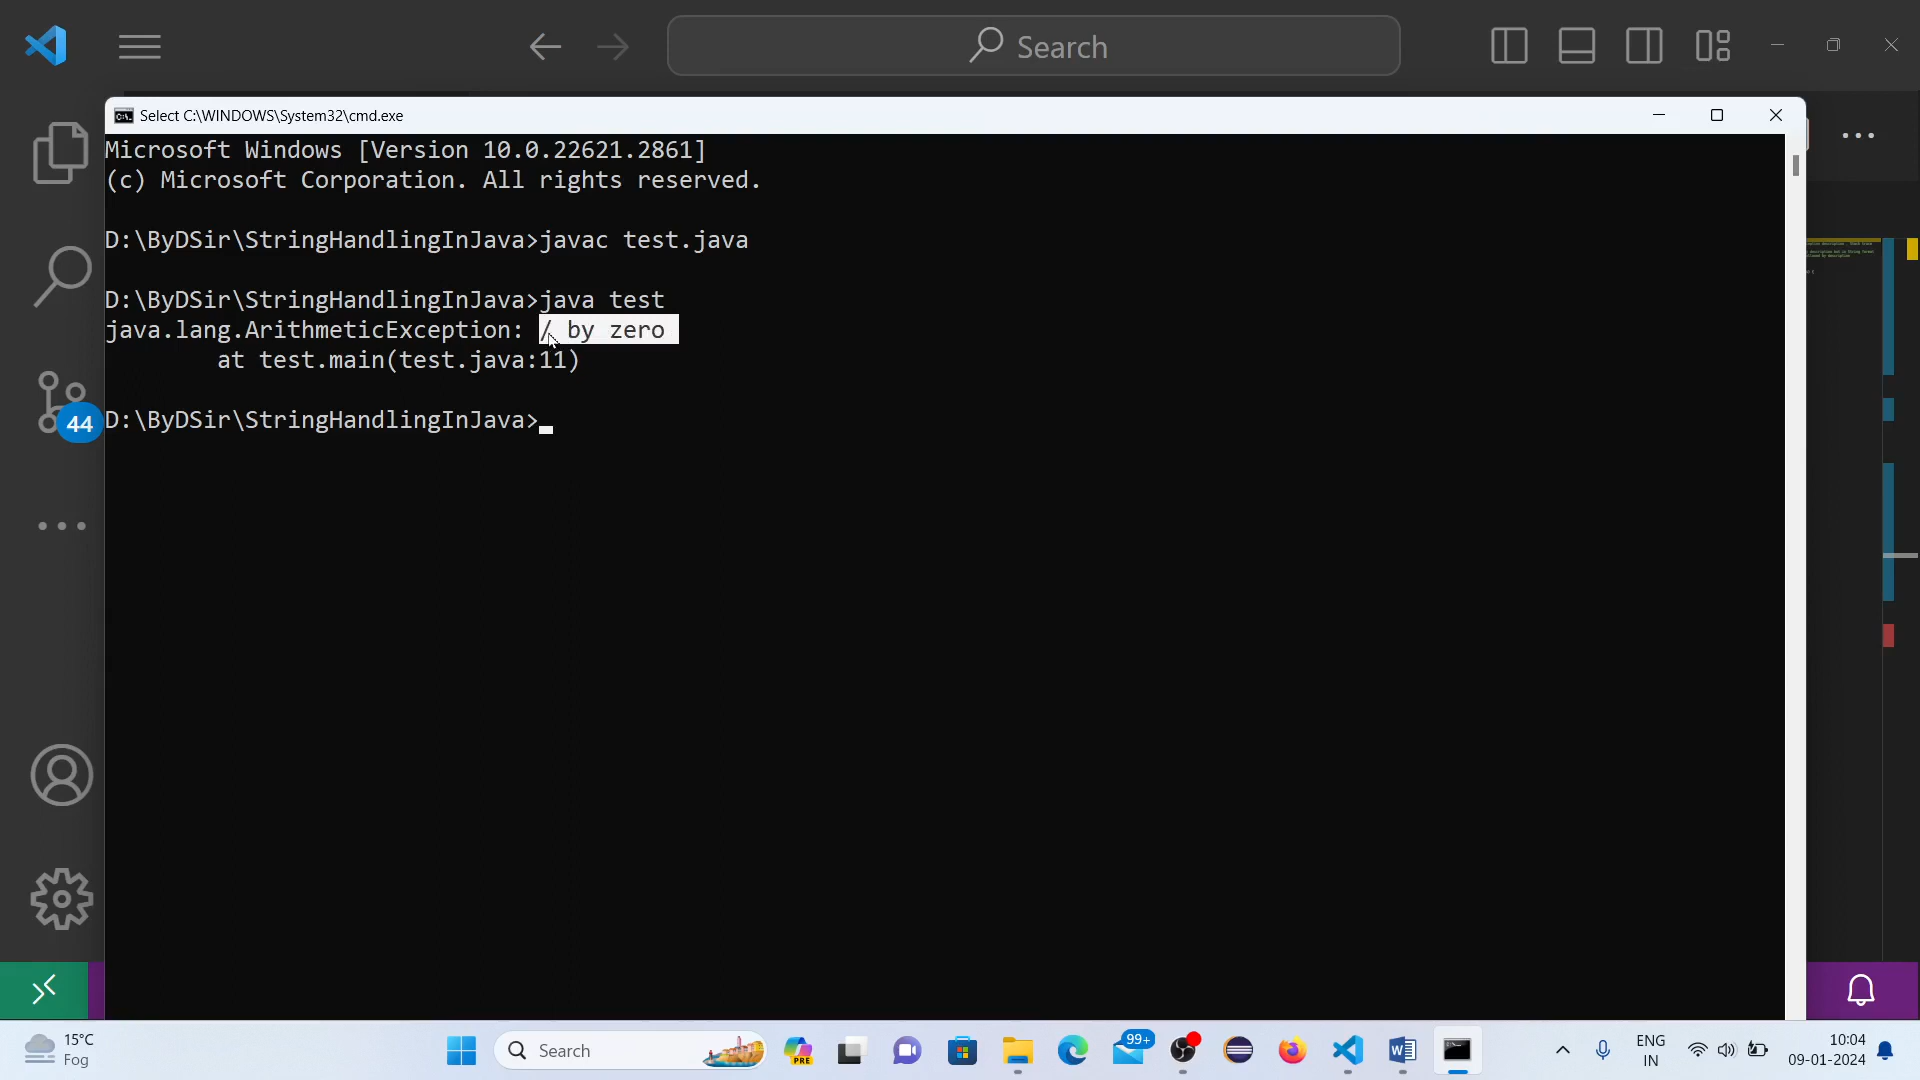 Search
Select C:\WINDOWS\System32\cmd.exe
Microsoft Windows [Version 10.0.22621.2861]
(c) Microsoft Corporation. All rights reserved.
D:\ByDSir\StringHandlingInJava>javac test.java
D:\ByDSir\StringHandlingInJava>java test
java.lang.ArithmeticException: / by zero
at test.main(test.java:11)
D:\ByDSir\StringHandlingInJava>
44
15°C
Fog
Search
PRE
99+
ENG
IN
10:04
09-01-2024